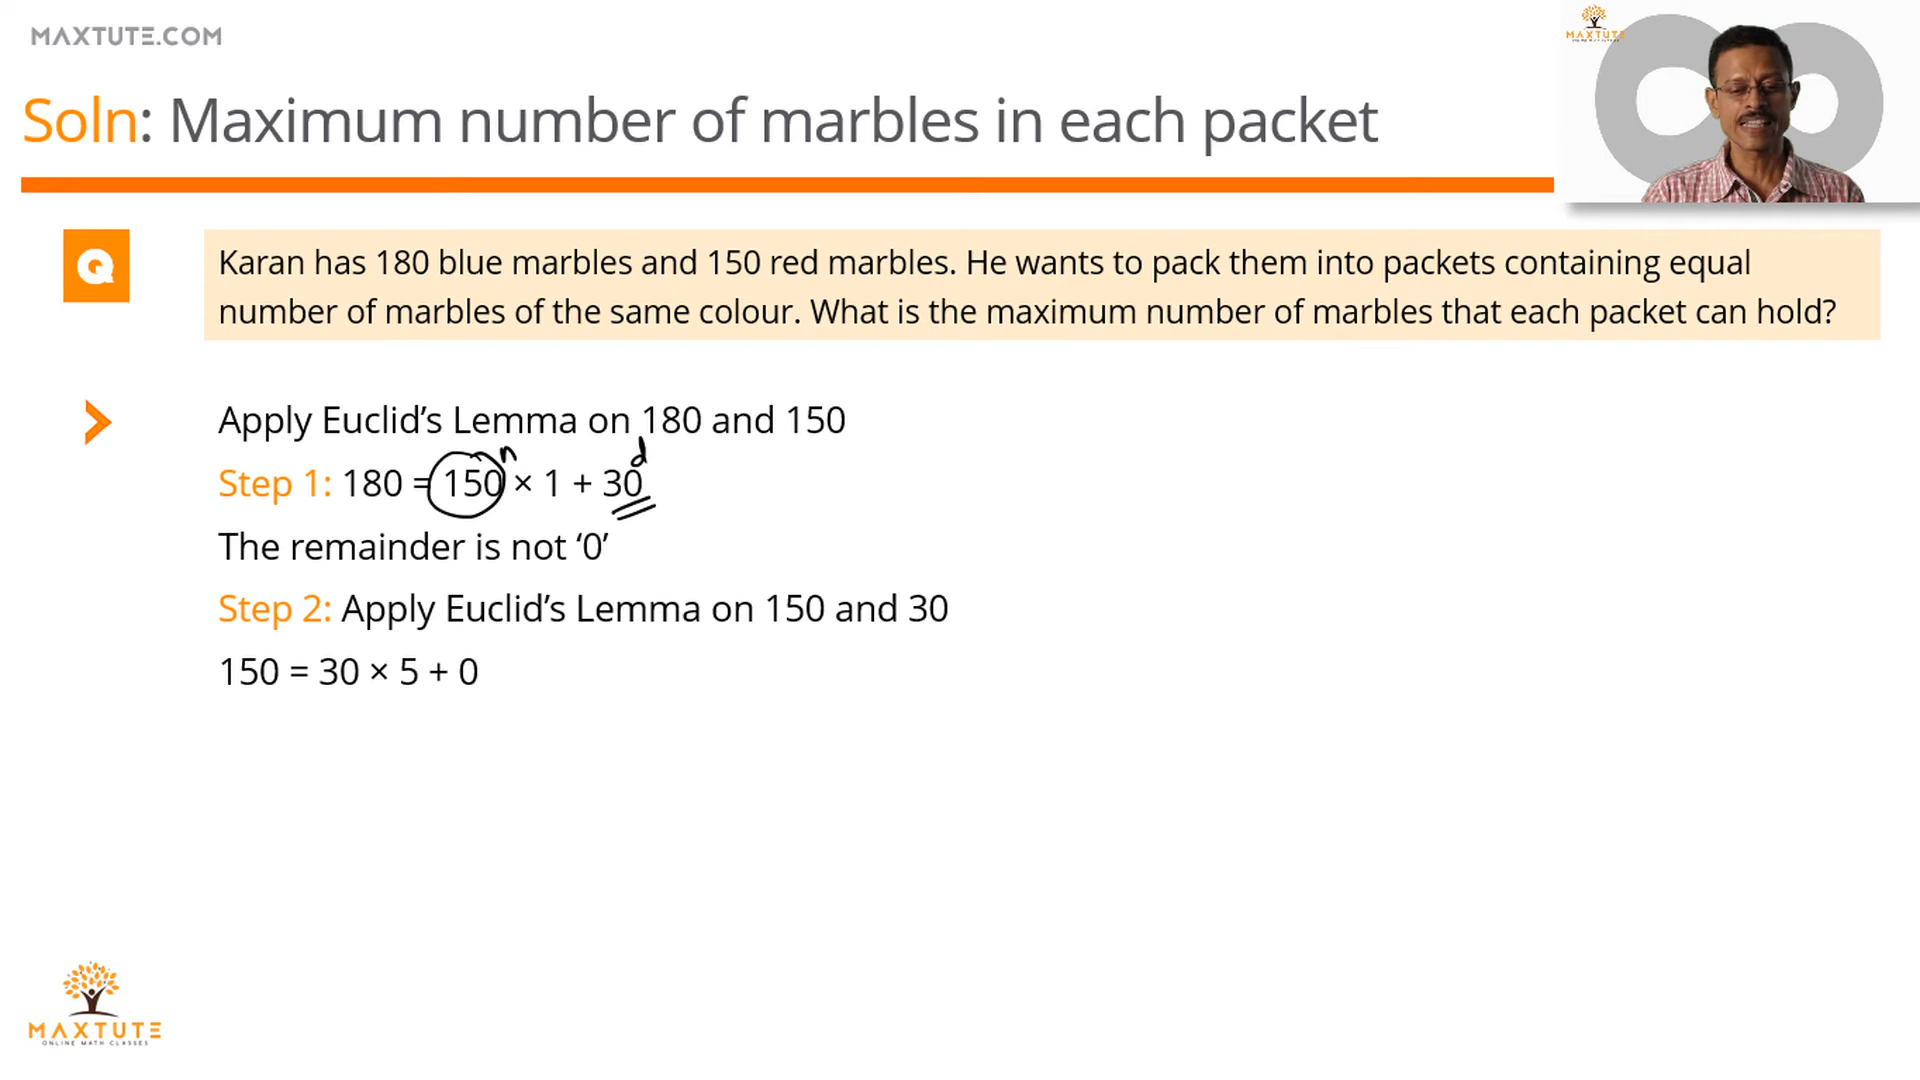 MAXTUTE.COM
MAXTUTE
Soln: Maximum number of marbles in each packet
Q
Karan has 180 blue marbles and 150 red marbles. He wants to pack them into packets containing equal
number of marbles of the same colour. What is the maximum number of marbles that each packet can hold?
Apply Euclid’s Lemma on 180 and 150
n d
Step 1: 180 = 150 × 1 + 30
The remainder is not ‘0’
Step 2: Apply Euclid’s Lemma on 150 and 30
150 = 30 × 5 + 0
MAXTUTE
ONLINE MATH CLASSES